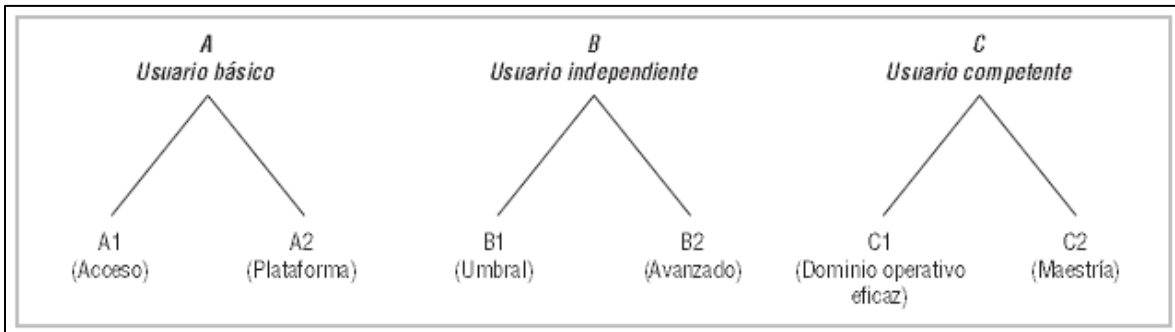 A
Usuario básico
B
Usuario independiente
C
Usuario competente
A1
(Acceso)
A2
(Plataforma)
B1
(Umbral)
B2
(Avanzado)
C1
(Dominio operativo
eficaz)
C2
(Maestría)